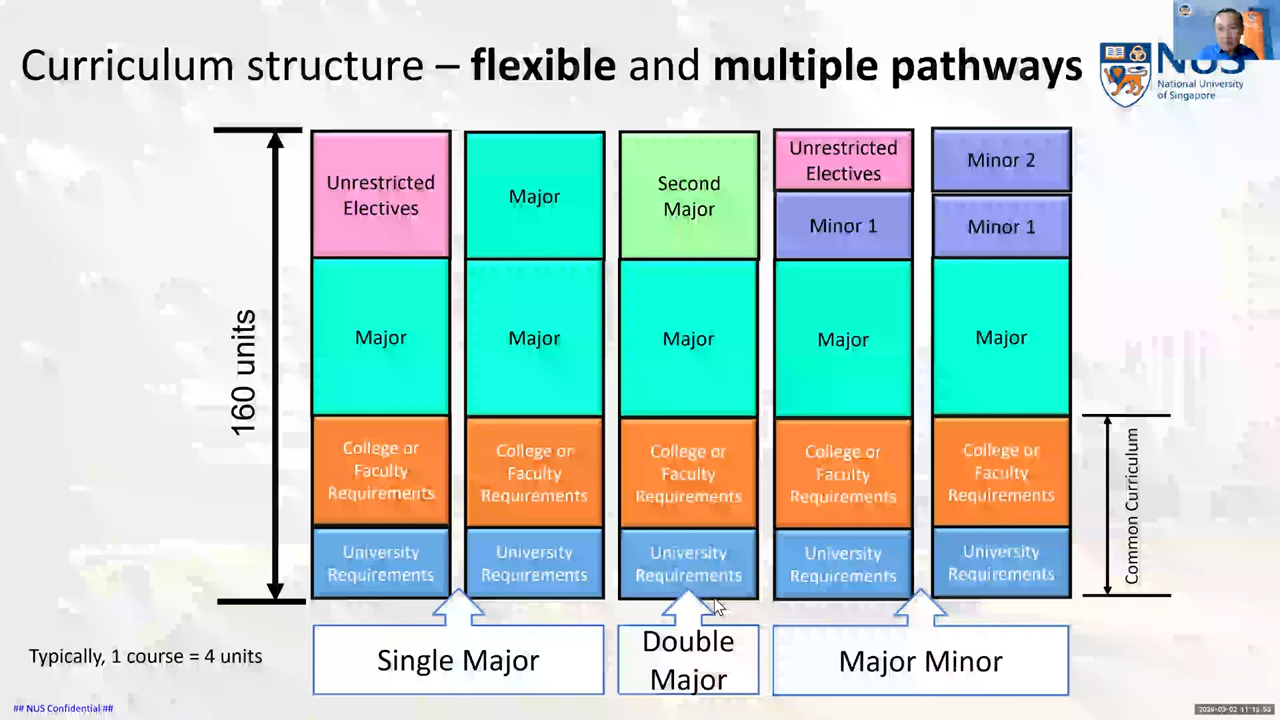 Curriculum structure – flexible and multiple pathways
NUS
National University
of Singapore
160 units
Unrestricted
Electives
Major
College or
Faculty
Requirements
University
Requirements
Major
Major
College or
Faculty
Requirements
University
Requirements
Second
Major
Major
College or
Faculty
Requirements
University
Requirements
Unrestricted
Electives
Minor 1
Major
College or
Faculty
Requirements
University
Requirements
Minor 2
Minor 1
Major
College or
Faculty
Requirements
University
Requirements
Common Curriculum
Single Major
Double
Major
Major Minor
Typically, 1 course = 4 units
## NUS Confidential ##